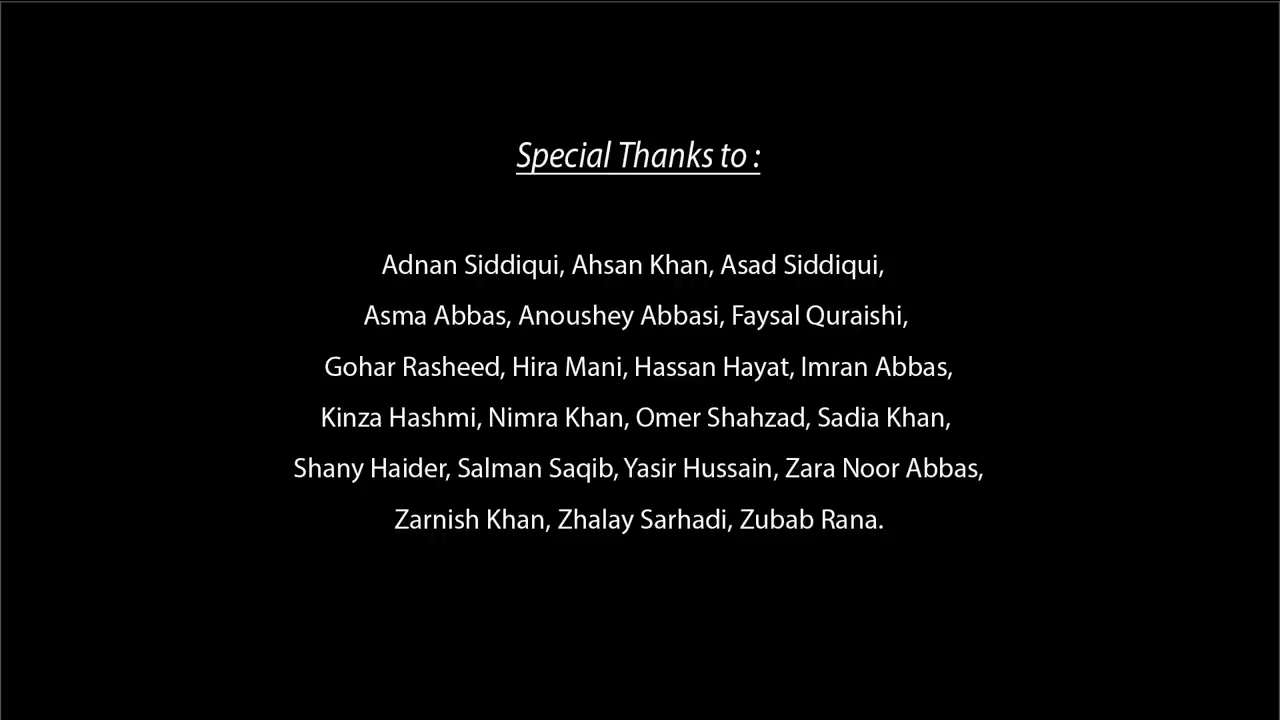 Special Thanks to :
Adnan Siddiqui, Ahsan Khan, Asad Siddiqui,
Asma Abbas, Anoushey Abbasi, Faysal Quraishi,
Gohar Rasheed, Hira Mani, Hassan Hayat, Imran Abbas,
Kinza Hashmi, Nimra Khan, Omer Shahzad, Sadia Khan,
Shany Haider, Salman Saqib, Yasir Hussain, Zara Noor Abbas,
Zarnish Khan, Zhalay Sarhadi, Zubab Rana.